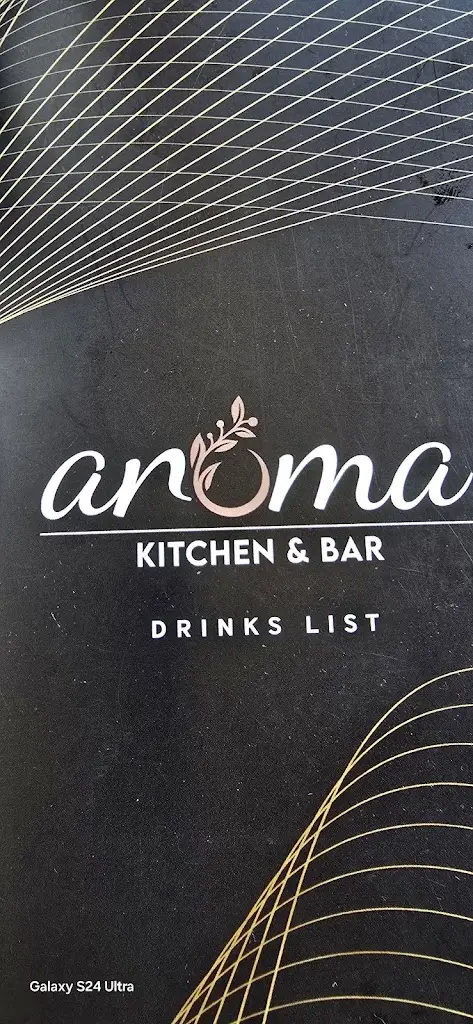 aroma
KITCHEN & BAR
DRINKS LIST
Galaxy S24 Ultra